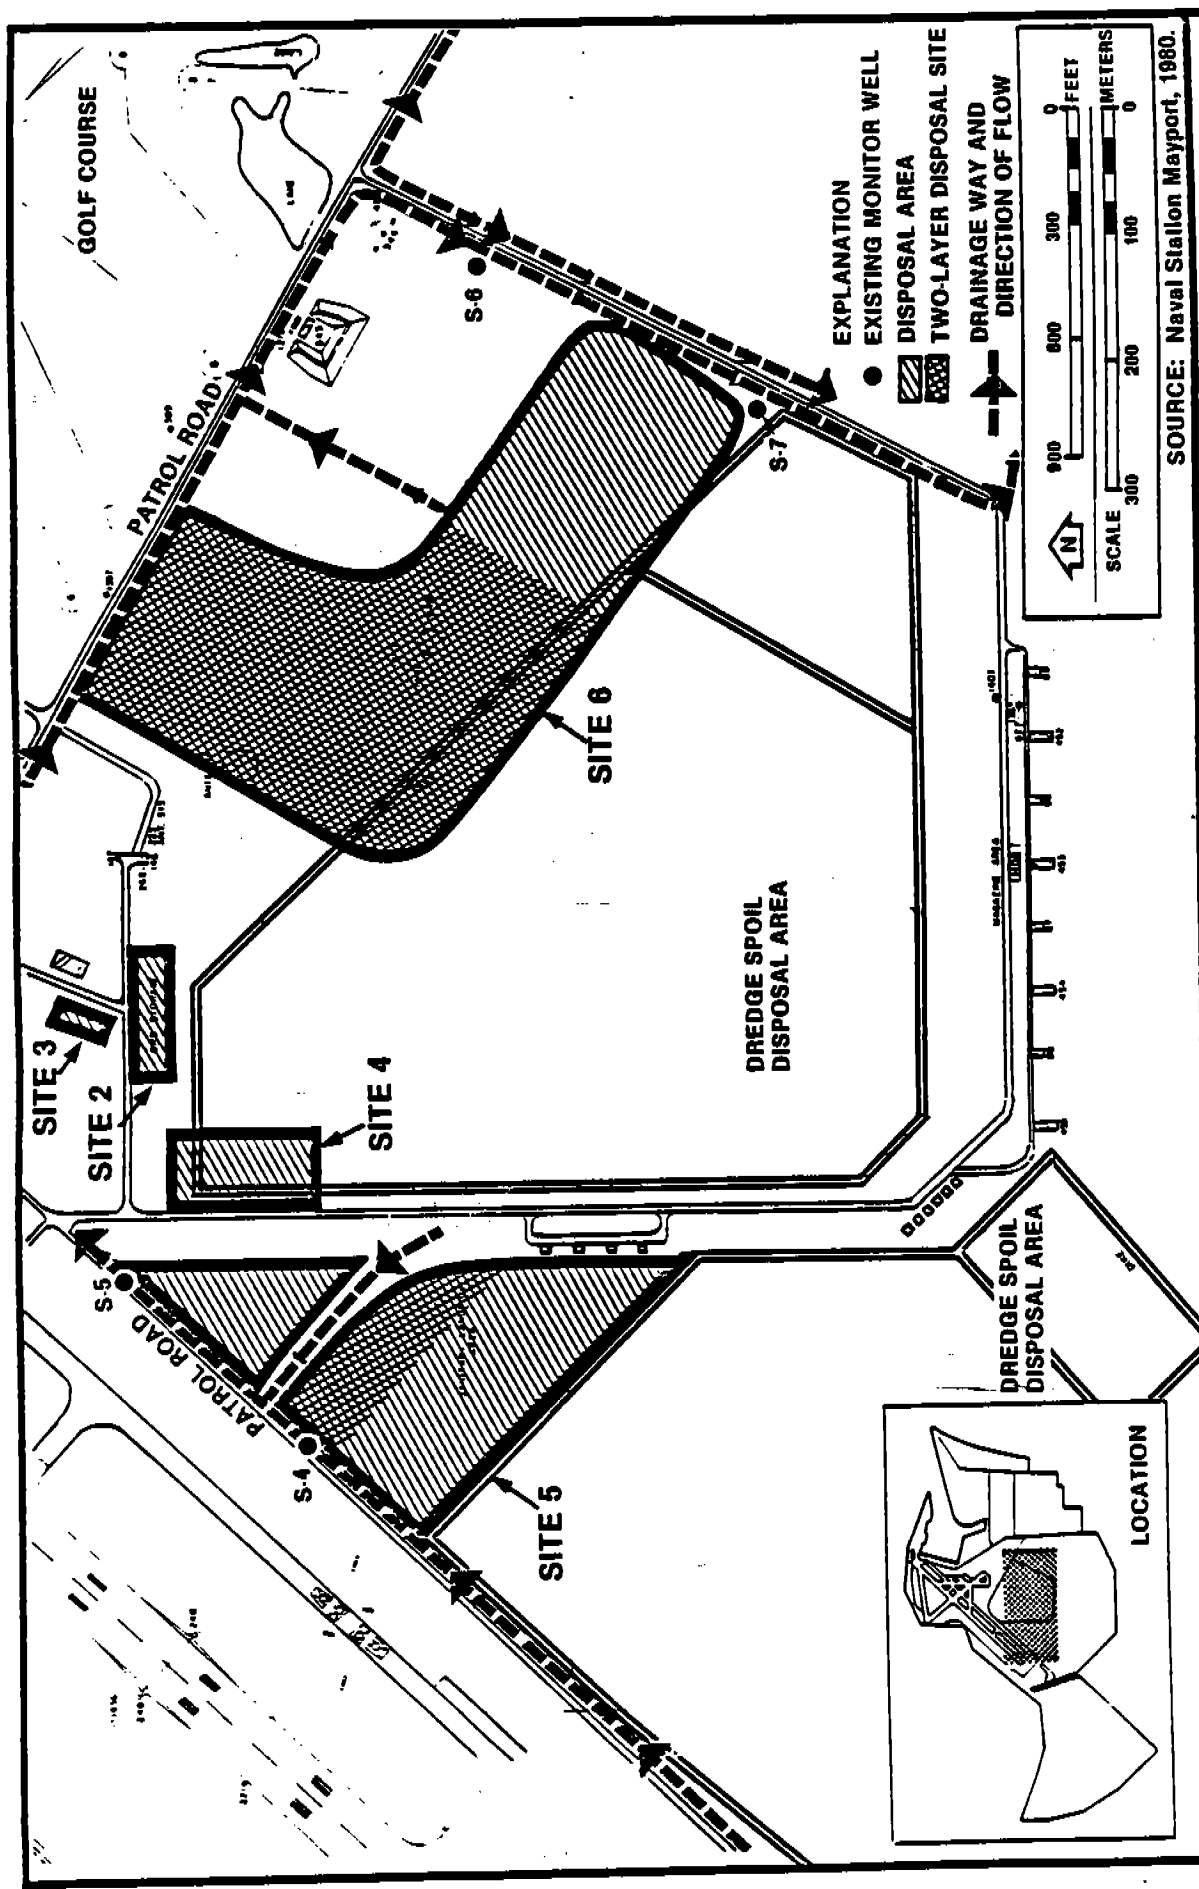 GOLF COURSE
PATROL ROAD
SITE 3
SITE 2
SITE 4
SITE 6
S-6
S-7
S-5
PATROL ROAD
S-4
SITE 5
DREDGE SPOIL
DISPOSAL AREA
DREDGE SPOIL
DISPOSAL AREA
LOCATION
EXPLANATION
EXISTING MONITOR WELL
DISPOSAL AREA
TWO-LAYER DISPOSAL SITE
DRAINAGE WAY AND
DIRECTION OF FLOW
N
900 600 300 0 FEET
SCALE
300 200 100 0 METERS
SOURCE: Naval Station Mayport, 1980.